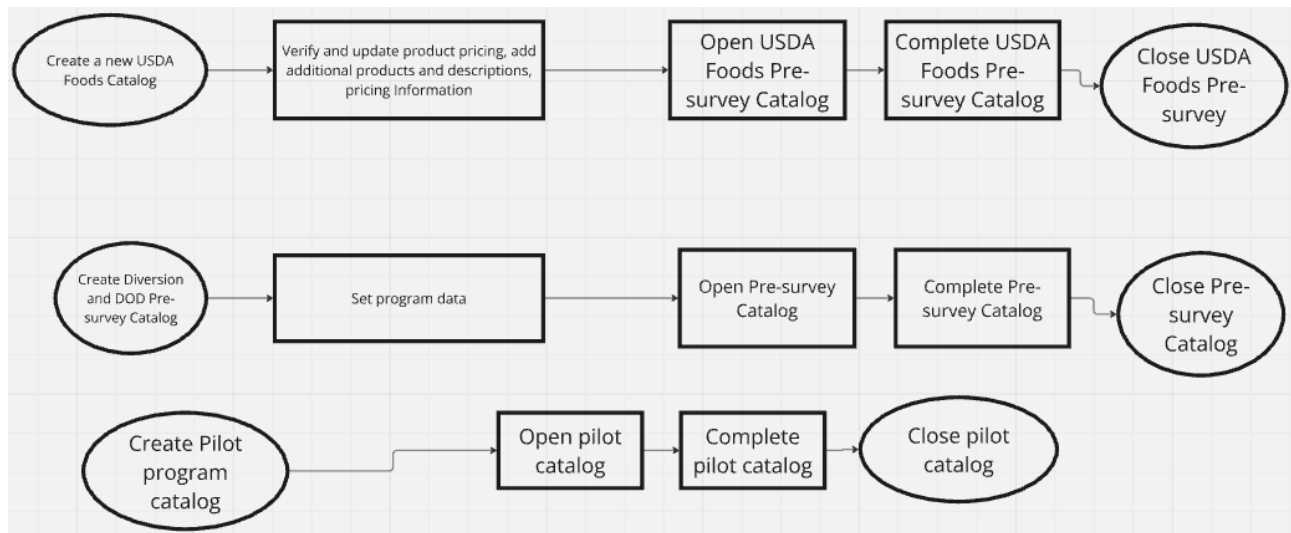 Create a new USDA
Foods Catalog
Verify and update product pricing, add
additional products and descriptions,
pricing Information
Open USDA
Foods Pre-
survey Catalog
Complete USDA
Foods Pre-
survey Catalog
Close USDA
Foods Pre-
survey
Create Diversion
and DOD Pre-
survey Catalog
Set program data
Open Pre-survey
Catalog
Complete Pre-
survey Catalog
Close Pre-
survey
Catalog
Create Pilot
program
catalog
Open pilot
catalog
Complete
pilot catalog
Close pilot
catalog